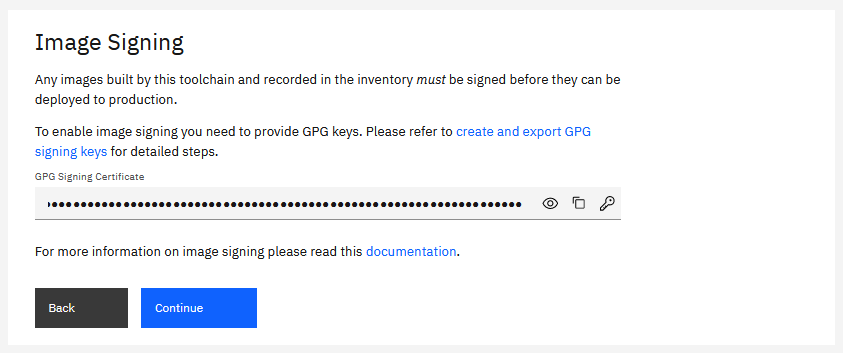 Image Signing
Any images built by this toolchain and recorded in the inventory must be signed before they can be
deployed to production.
To enable image signing you need to provide GPG keys. Please refer to create and export GPG
signing keys for detailed steps.
GPG Signing Certificate
For more information on image signing please read this documentation.
Back
Continue